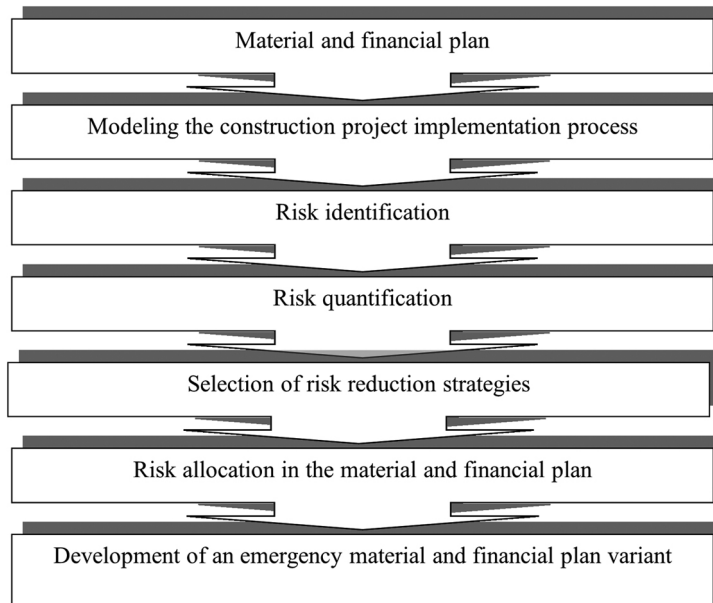 Material and financial plan
Modeling the construction project implementation process
Risk identification
Risk quantification
Selection of risk reduction strategies
Risk allocation in the material and financial plan
Development of an emergency material and financial plan variant